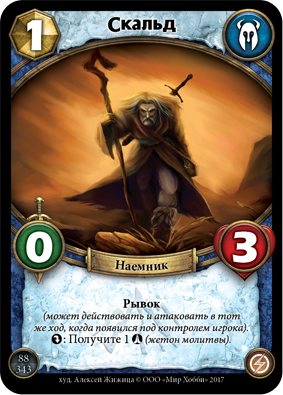 1
Скальд
0
3
Наемник
Рывок
(может действовать и атаковать в тот
же ход, когда появился под контролем игрока).
: Получите 1 (жетон молитвы).
88
343
худ. Алексей Жижица © ООО «Мир Хобби» 2017